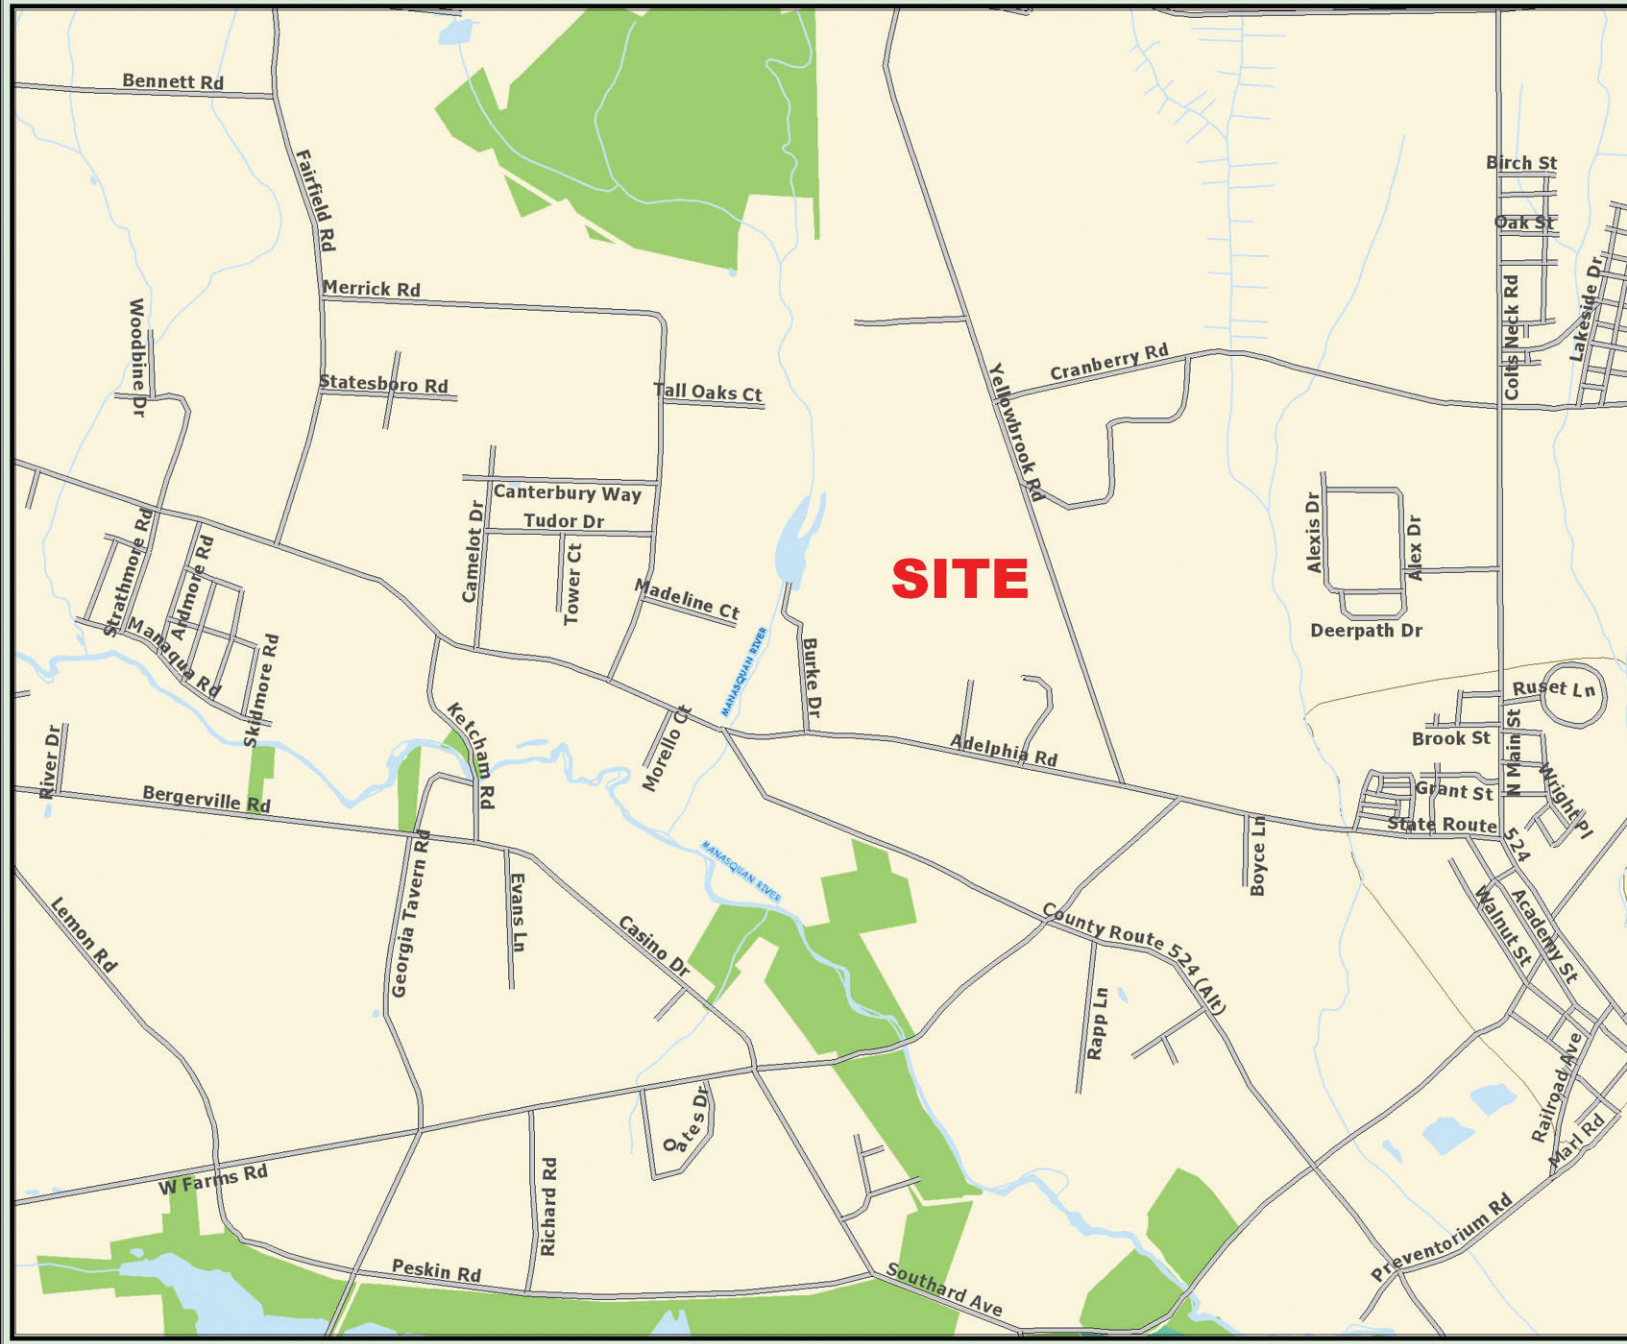 Bennett Rd
Fairfield Rd
Birch St
Oak St
Colts Neck Rd
Lakeside Dr
Merrick Rd
Woodbine Dr
Statesboro Rd
Tall Oaks Ct
Yellowbrook Rd
Cranberry Rd
Canterbury Way
Tudor Dr
Camelot Dr
Tower Ct
Madeline Ct
SITE
Alexis Dr
Alex Dr
Deerpath Dr
Strathmore Rd
Ardmore Rd
Manaqua Rd
Skidmore Rd
MANASQUAN RIVER
Burke Dr
Ketcham Rd
Morello Ct
Adelphia Rd
Ruset Ln
Brook St
N Main St
Wright Pl
Grant St
State Route 524
River Dr
Bergerville Rd
Georgia Tavern Rd
Evans Ln
MANASQUAN RIVER
Boyce Ln
Lemon Rd
Casino Dr
County Route 524 (Alt)
Walnut St
Academy St
Rapp Ln
Railroad Ave
Marl Rd
Oates Dr
W Farms Rd
Richard Rd
Peskin Rd
Southard Ave
Preventorium Rd